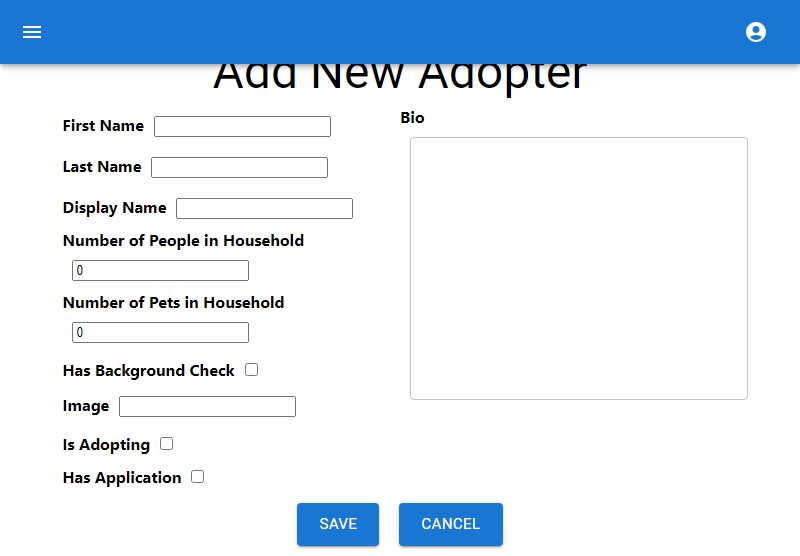 Add New Adopter
First Name
Last Name
Display Name
Number of People in Household
0
Number of Pets in Household
0
Has Background Check
Image
Is Adopting
Has Application
Bio
SAVE CANCEL